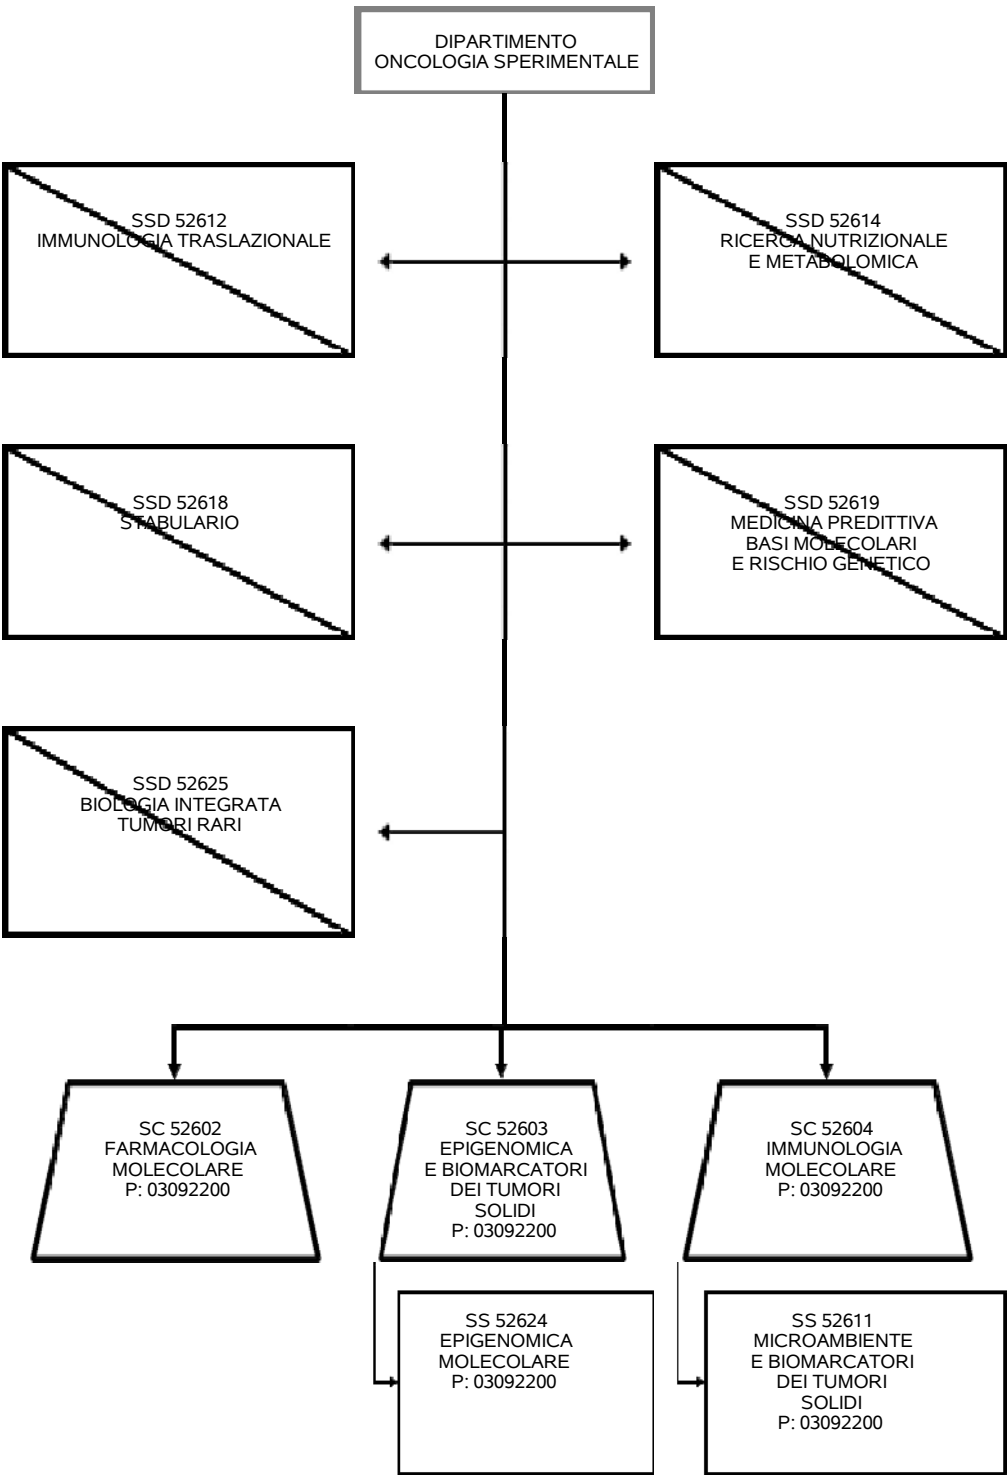 DIPARTIMENTO
ONCOLOGIA SPERIMENTALE
SSD 52612
IMMUNOLOGIA TRASLAZIONALE
SSD 52614
RICERCA NUTRIZIONALE
E METABOLOMICA
SSD 52618
STABULARIO
SSD 52619
MEDICINA PREDITTIVA
BASI MOLECOLARI
E RISCHIO GENETICO
SSD 52625
BIOLOGIA INTEGRATA
TUMORI RARI
SC 52602
FARMACOLOGIA
MOLECOLARE
P: 03092200
SC 52603
EPIGENOMICA
E BIOMARCATORI
DEI TUMORI
SOLIDI
P: 03092200
SC 52604
IMMUNOLOGIA
MOLECOLARE
P: 03092200
SS 52624
EPIGENOMICA
MOLECOLARE
P: 03092200
SS 52611
MICROAMBIENTE
E BIOMARCATORI
DEI TUMORI
SOLIDI
P: 03092200